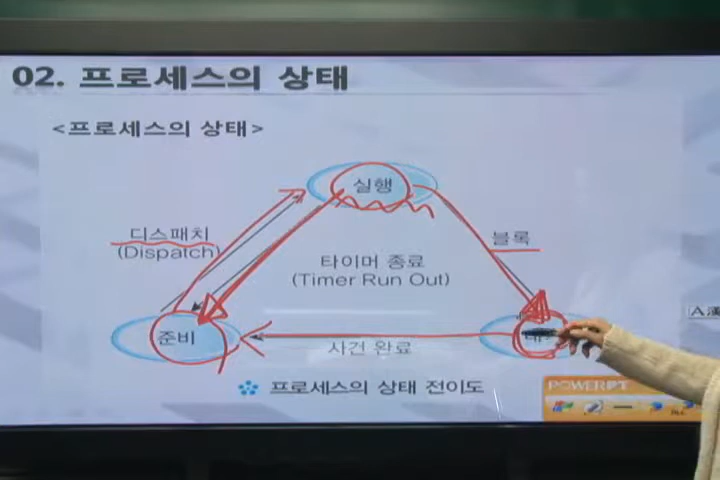 02. 프로세스의 상태
<프로세스의 상태>
실행
디스패치
(Dispatch)
블록
타이머 종료
(Timer Run Out)
준비
사건 완료
프로세스의 상태 전이도
A漢
POWERPT